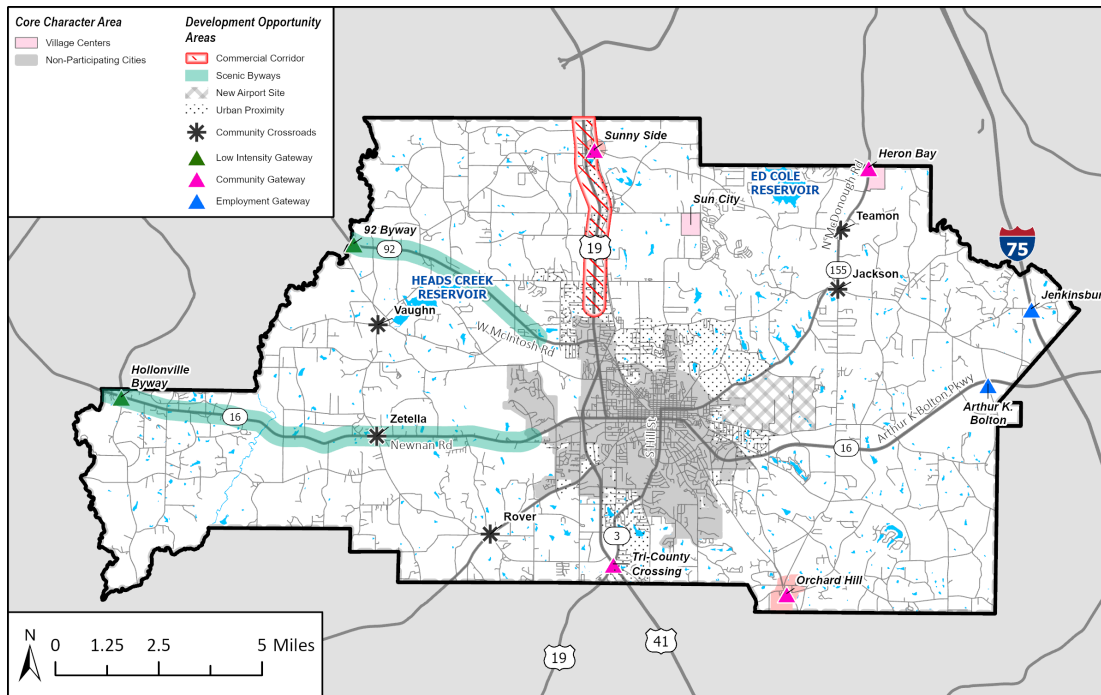 Core Character Area
Village Centers
Non-Participating Cities
Development Opportunity
Areas
Commercial Corridor
Scenic Byways
New Airport Site
Urban Proximity
Community Crossroads
Low Intensity Gateway
Community Gateway
Employment Gateway
Sunny Side
Heron Bay
ED COLE
RESERVOIR
N McDonough Rd
Sun City
Teamon
92 Byway
92
19
75
155
Jackson
HEADS CREEK
RESERVOIR
Jenkinsburg
Vaughn
W McIntosh Rd
Hollonville
Byway
16
Zetella
Newnan Rd
S Hill St
Arthur K Bolton Pkwy
Arthur K.
Bolton
16
Rover
3
Tri-County
Crossing
Orchard Hill
41
19
N
0 1.25 2.5 5 Miles